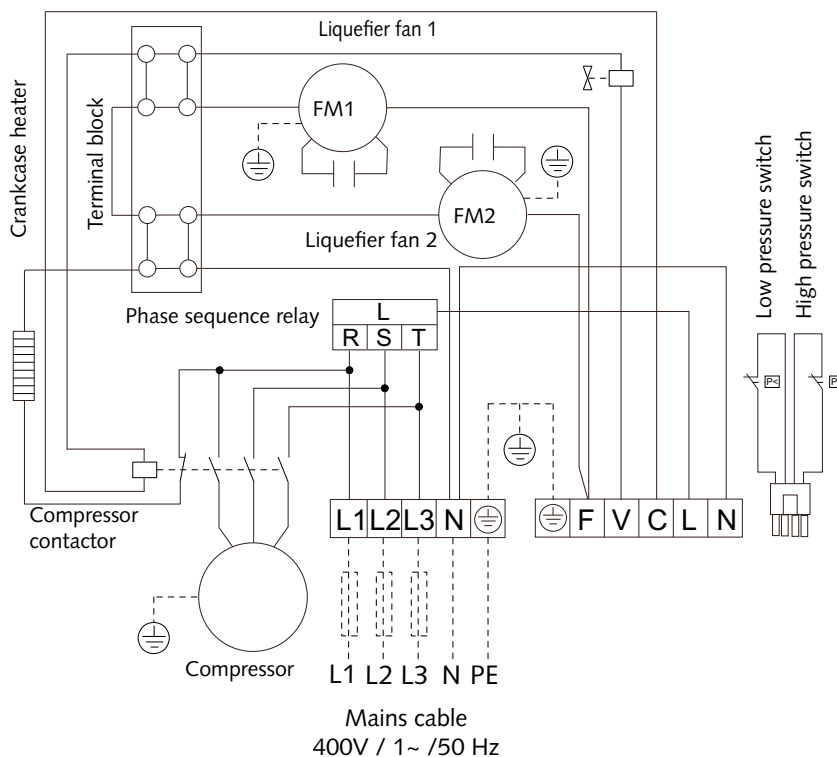 Liquefier fan 1
Crankcase heater
Terminal block
FM1
FM2
Liquefier fan 2
Low pressure switch
High pressure switch
Phase sequence relay
L
R S T
P<
P
Compressor
contactor
L1 L2 L3 N
F V C L N
Compressor
L1 L2 L3 N PE
Mains cable
400V / 1~ /50 Hz